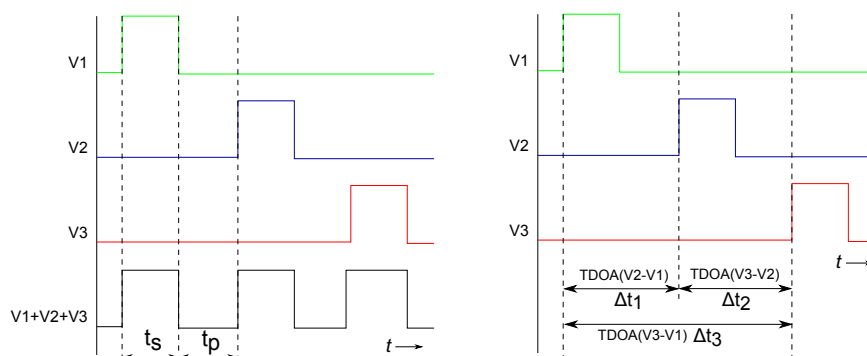 V1
V2
V3
V1+V2+V3
ts
tp
t
V1
V2
V3
t
TDOA(V2-V1)
TDOA(V3-V2)
Δt1
Δt2
TDOA(V3-V1) Δt3